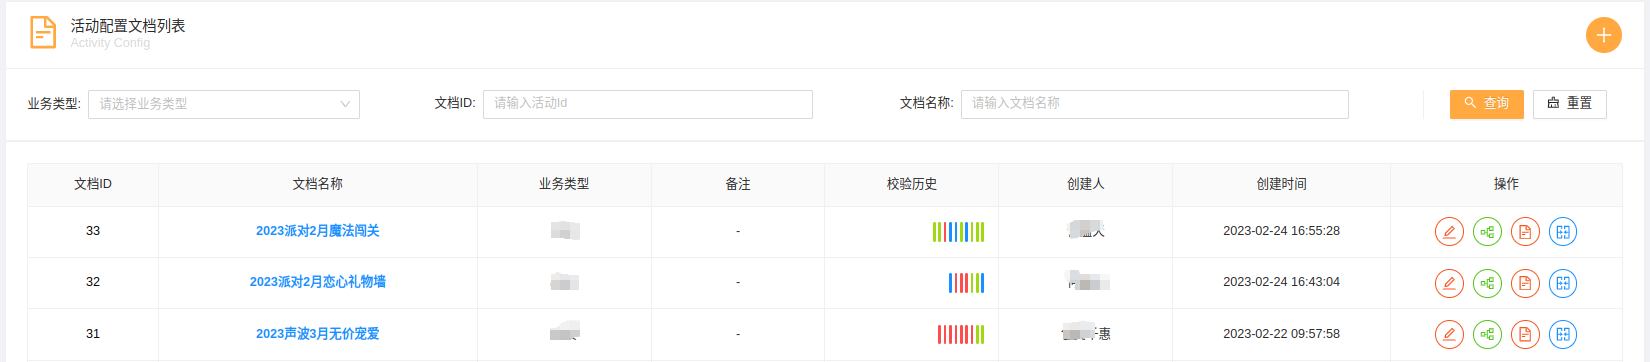 活动配置文档列表
Activity Config
业务类型: 请选择业务类型 文档ID: 请输入活动Id 文档名称: 请输入文档名称 查询 重置
文档ID 文档名称 业务类型 备注 校验历史 创建人 创建时间 操作
33 2023派对2月魔法闯关 - 2023-02-24 16:55:28
32 2023派对2月恋心礼物墙 - 2023-02-24 16:43:04
31 2023声波3月无价宠爱 - 惠 2023-02-22 09:57:58